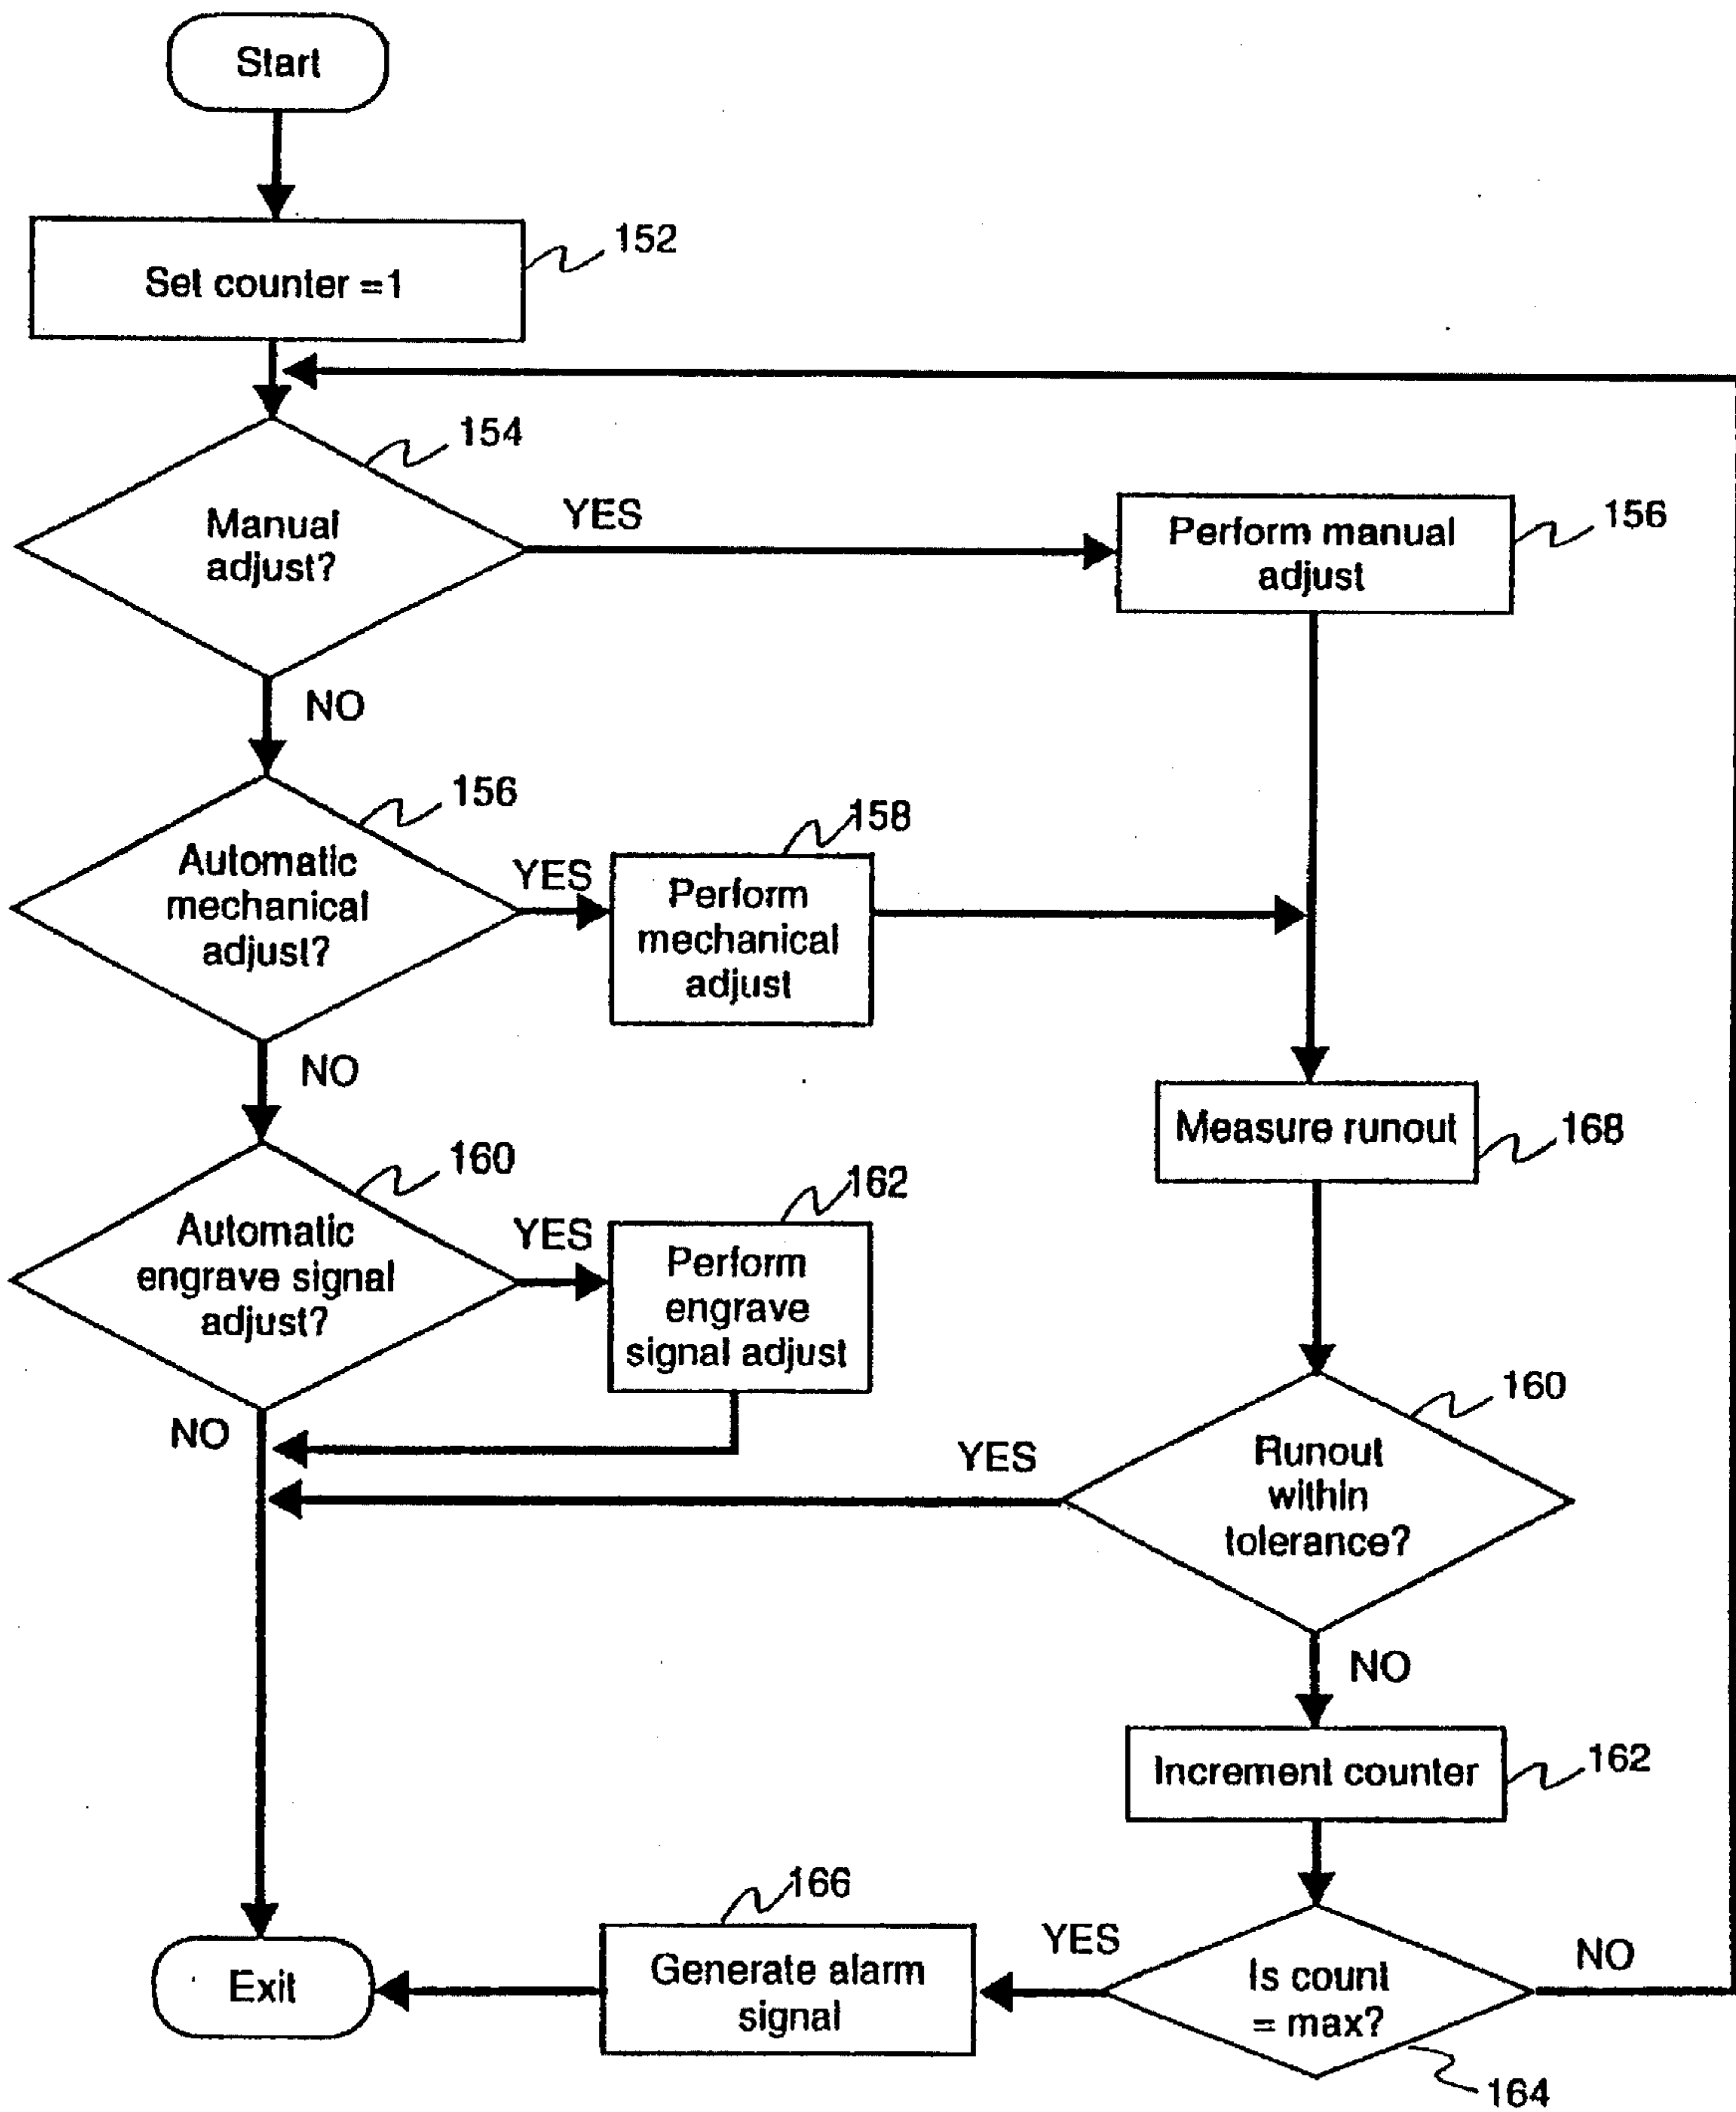 Start
Set counter =1
152
154
Manual
adjust?
YES
Perform manual
adjust
156
NO
156
Automatic
mechanical
adjust?
YES
158
Perform
mechanical
adjust
NO
Measure runout
168
160
Automatic
engrave signal
adjust?
YES
162
Perform
engrave
signal adjust
NO
160
Runout
within
tolerance?
YES
NO
Increment counter
162
Is count
= max?
164
YES
NO
166
Generate alarm
signal
Exit